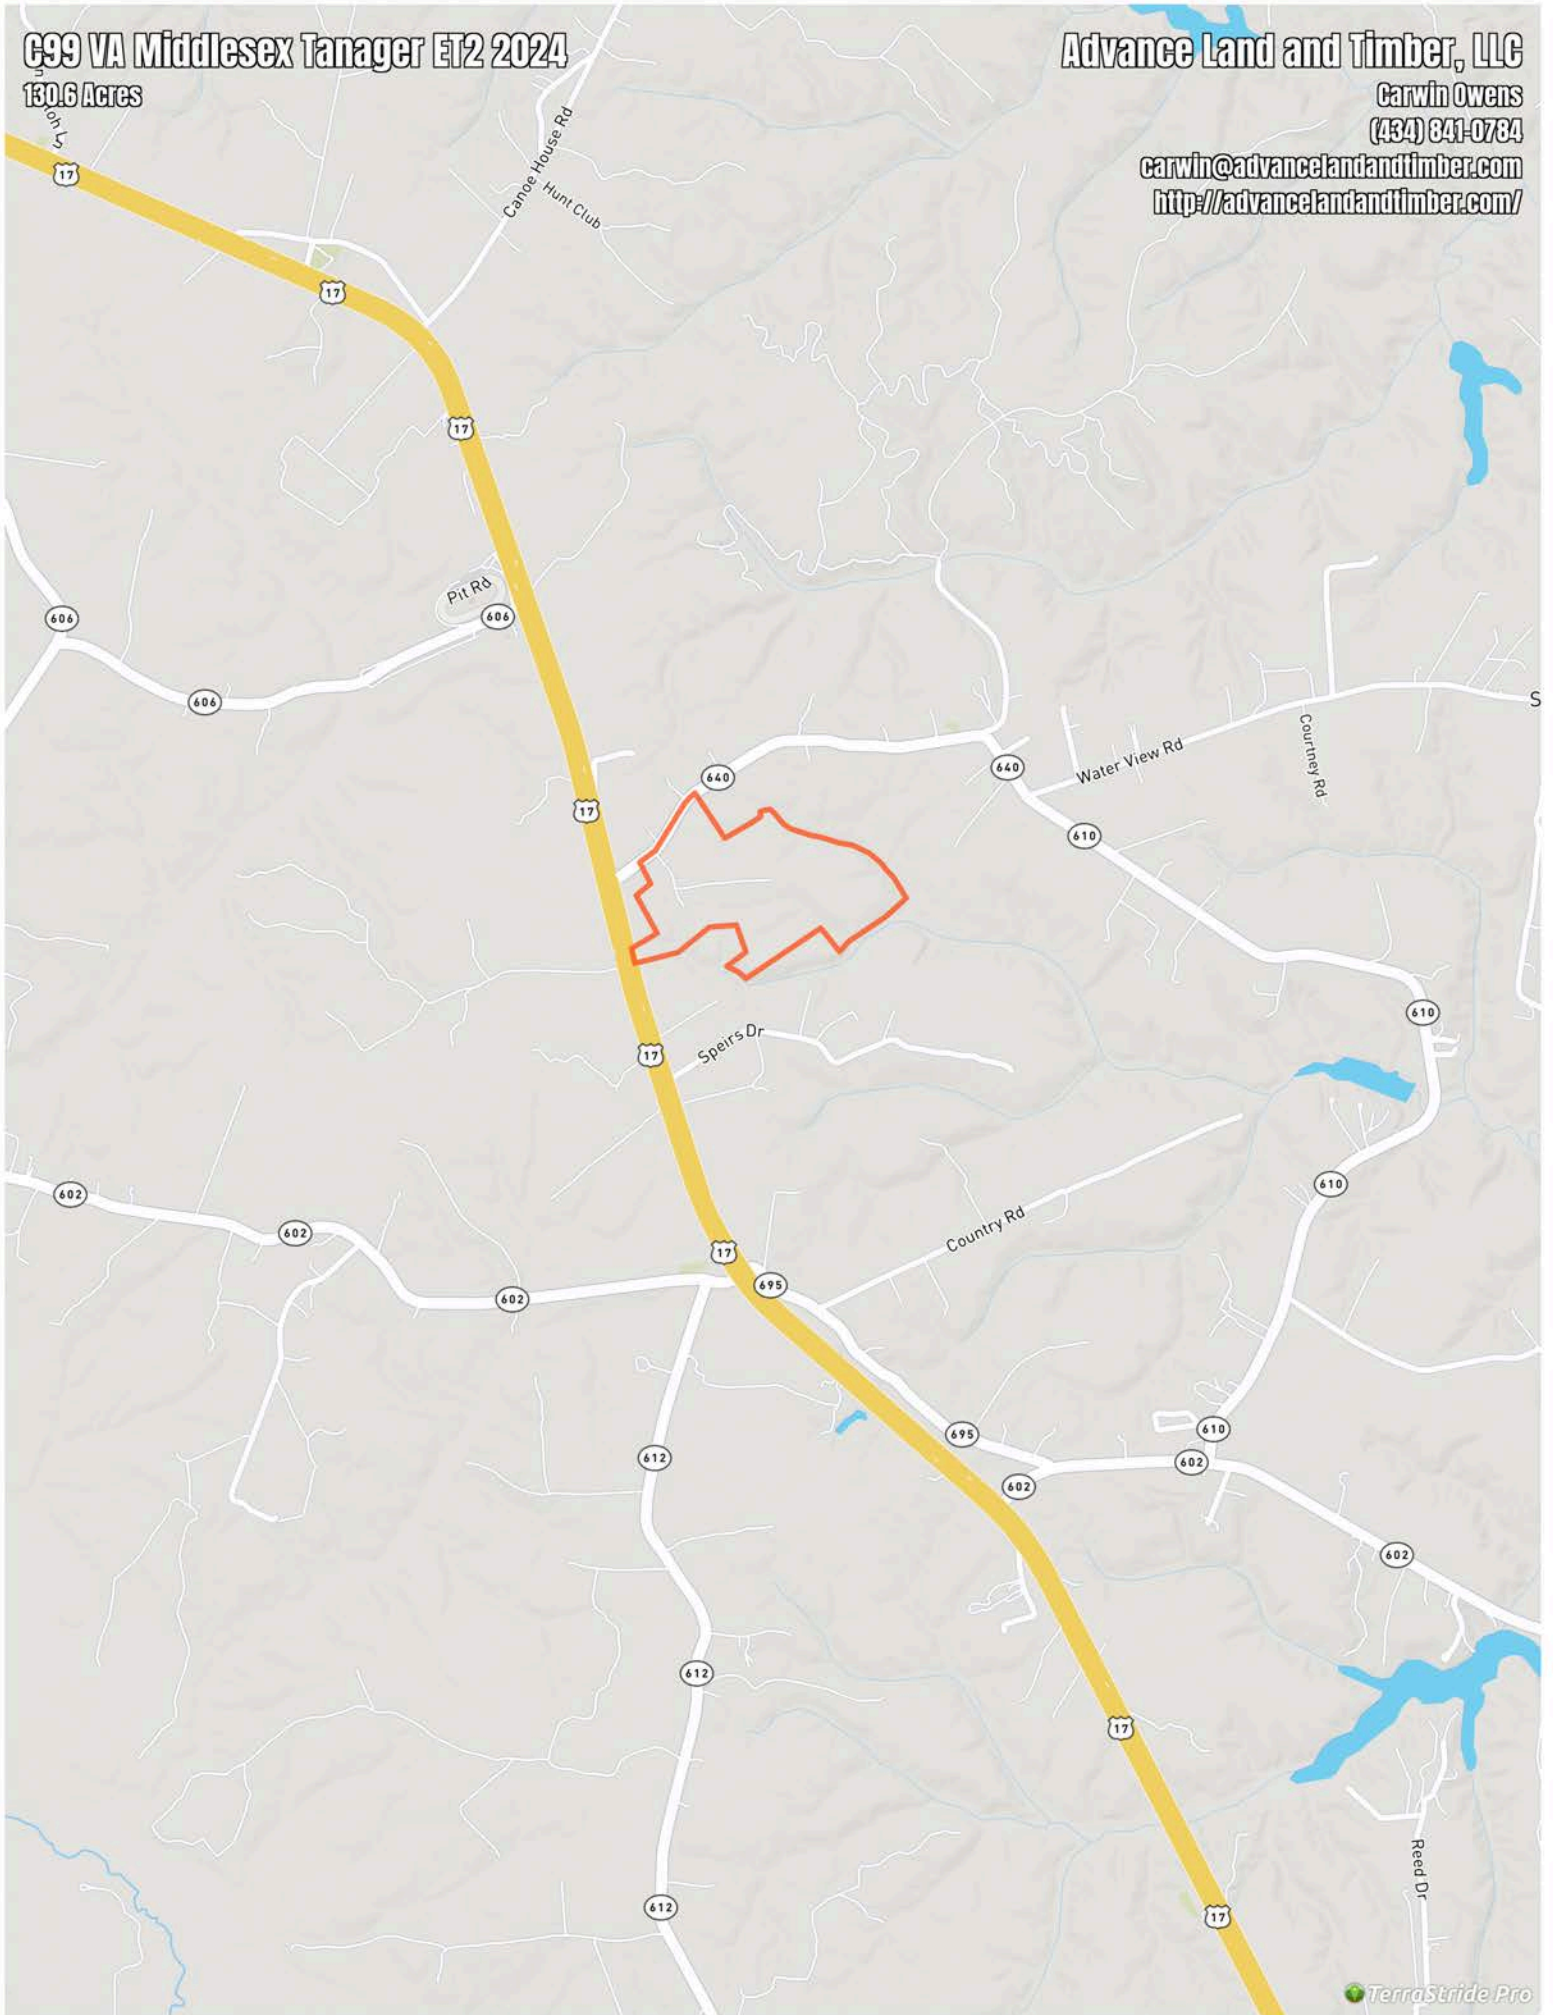 C99 VA Middlesex Tanager ET2 2024
130.6 Acres
Advance Land and Timber, LLC
Carwin Owens
(434) 841-0784
carwin@advancelandandtimber.com
http://advancelandandtimber.com/
17
Canoe House Rd
Hunt Club
17
17
Pit Rd
606
606
606
S
Courtney Rd
Water View Rd
640
640
17
610
610
17
Speirs Dr
610
602
602
Country Rd
17
695
602
610
695
612
602
602
602
612
17
Reed Dr
612
17
TerraStride Pro